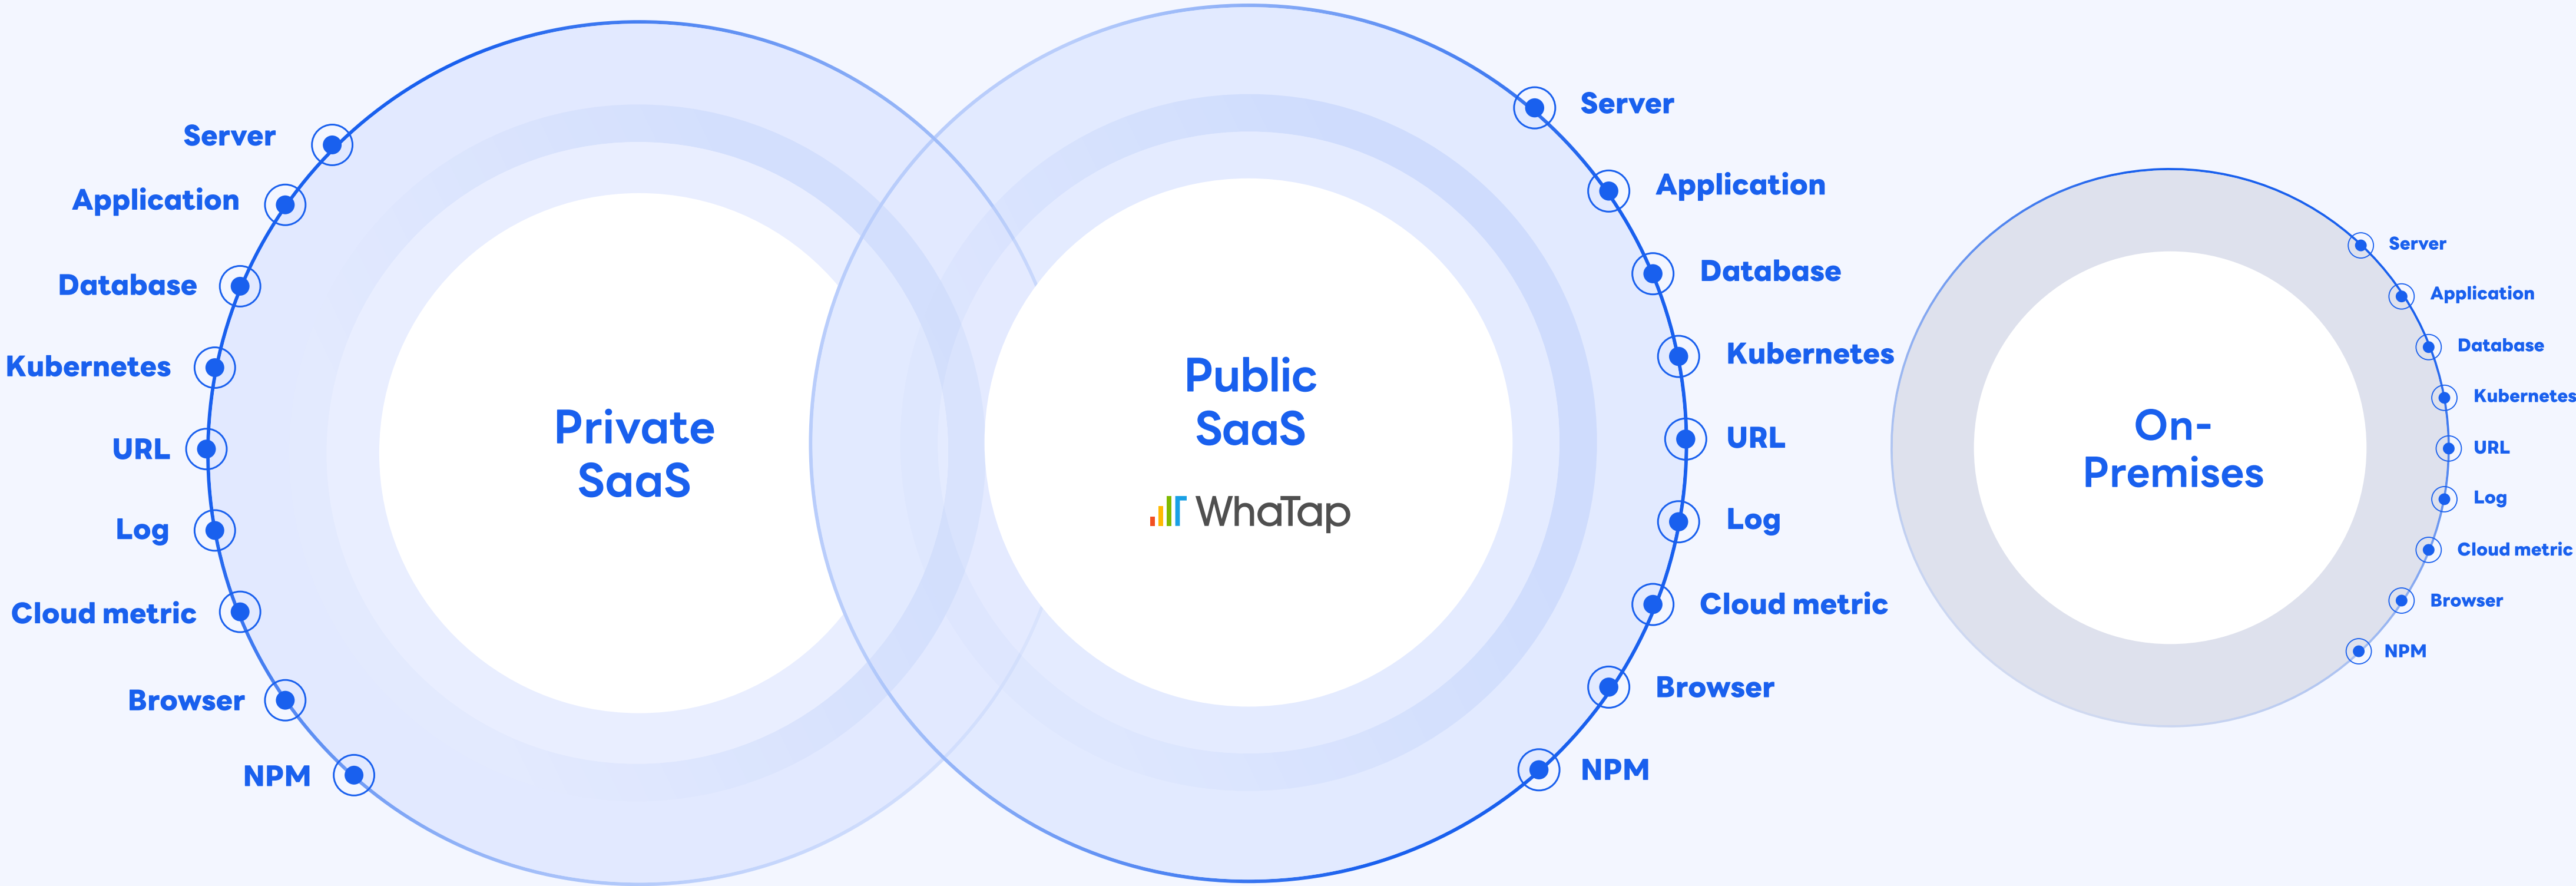 Server
Application
Database
Kubernetes
URL
Log
Cloud metric
Browser
NPM
Private
SaaS
Public
SaaS
WhaTap
Server
Application
Database
Kubernetes
URL
Log
Cloud metric
Browser
NPM
On-
Premises
Server
Application
Database
Kubernetes
URL
Log
Cloud metric
Browser
NPM